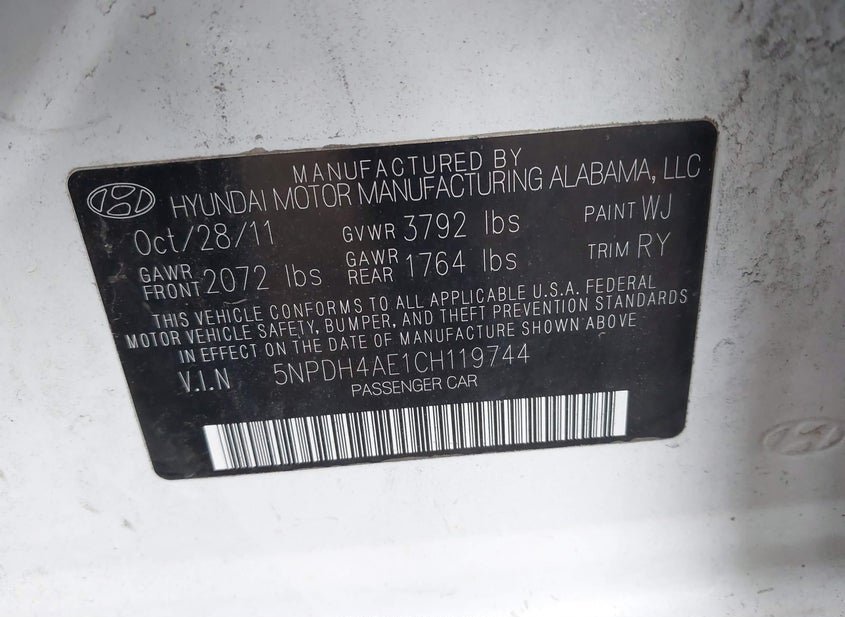 MANUFACTURED BY
HYUNDAI MOTOR MANUFACTURING ALABAMA, LLC
Oct/28/11 GVWR 3792 lbs PAINT WJ
GAWR FRONT 2072 lbs GAWR REAR 1764 lbs TRIM RY
THIS VEHICLE CONFORMS TO ALL APPLICABLE U.S.A. FEDERAL
MOTOR VEHICLE SAFETY, BUMPER, AND THEFT PREVENTION STANDARDS
IN EFFECT ON THE DATE OF MANUFACTURE SHOWN ABOVE
V.I.N 5NPDH4AE1CH119744
PASSENGER CAR